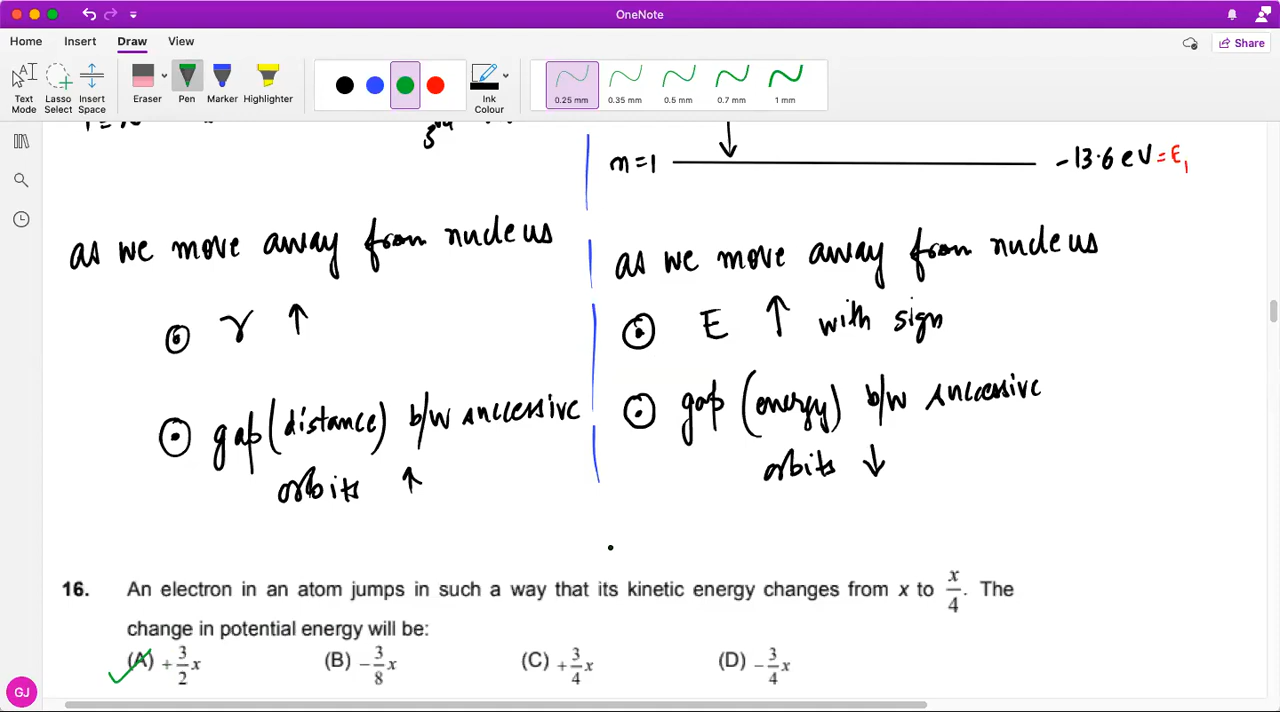 OneNote
Home Insert Draw View
Share
Text Mode
Lasso Select
Insert Space
Eraser
Pen
Marker
Highlighter
Ink Colour
0.25 mm
0.35 mm
0.5 mm
0.7 mm
1 mm
n=1 -13.6 eV = E1
as we move away from nucleus
r ↑
gap (distance) b/w successive
orbits ↑
as we move away from nucleus
E ↑ with sign
gap (energy) b/w successive
orbits ↓
16. An electron in an atom jumps in such a way that its kinetic energy changes from x to x/4. The
change in potential energy will be:
(A) +3/2 x (B) -3/8 x (C) +3/4 x (D) -3/4 x
GJ